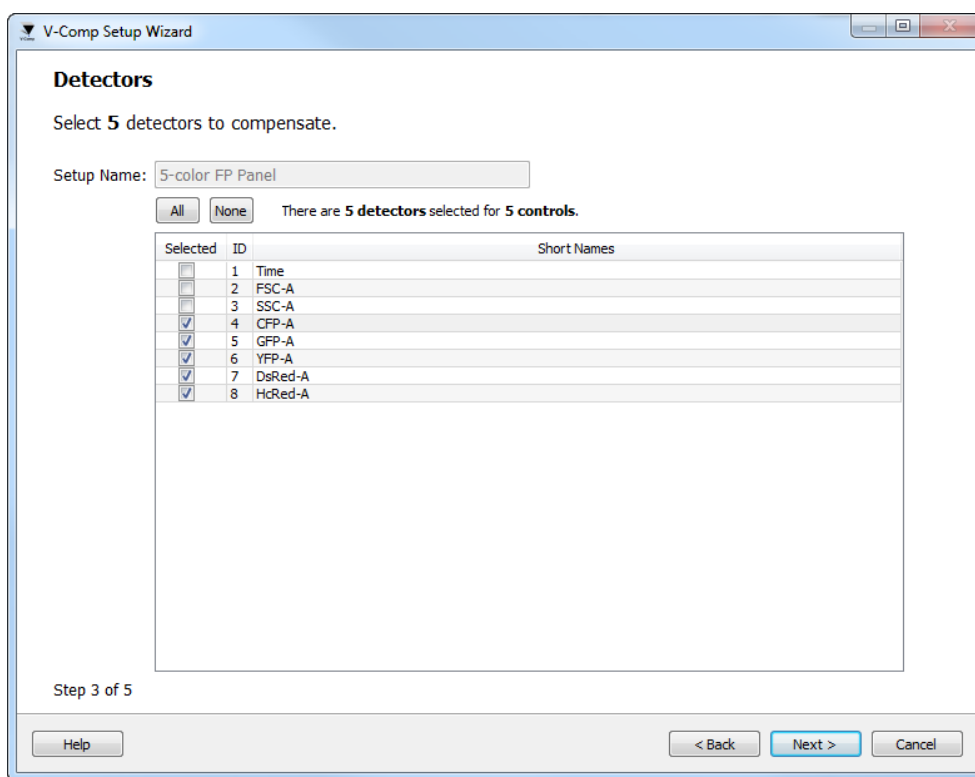 V-Comp Setup Wizard
Detectors
Select 5 detectors to compensate.
Setup Name: 5-color FP Panel
All None There are 5 detectors selected for 5 controls.
Selected ID Short Names
1 Time
2 FSC-A
3 SSC-A
4 CFP-A
5 GFP-A
6 YFP-A
7 DsRed-A
8 HcRed-A
Step 3 of 5
Help < Back Next > Cancel